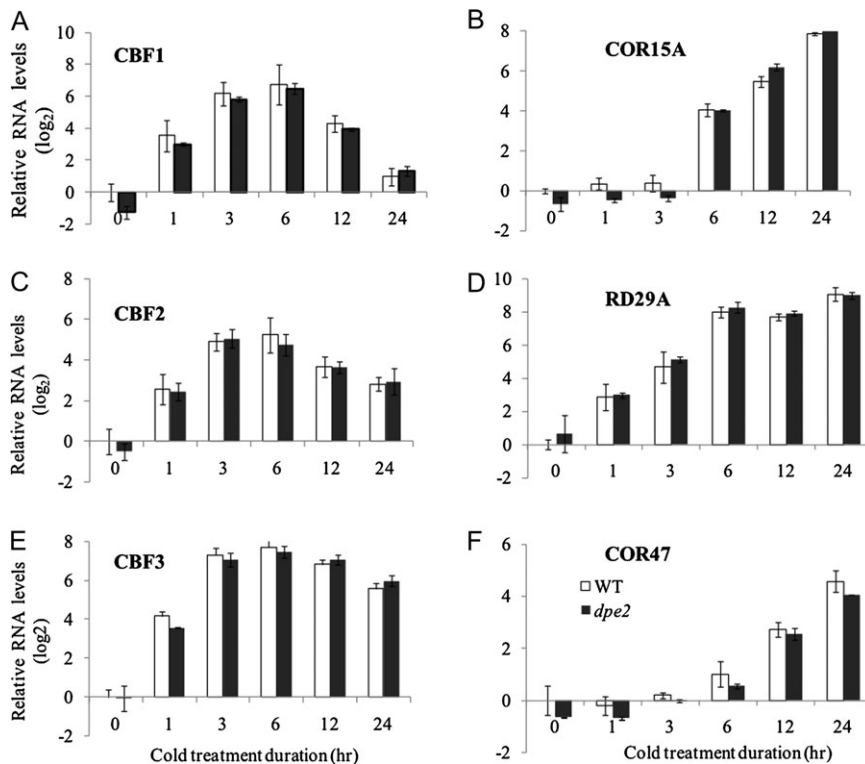 A
CBF1
Relative RNA levels
(log₂)
10
8
6
4
2
0
-2
0 1 3 6 12 24
B
COR15A
8
6
4
2
0
-2
0 1 3 6 12 24
C
CBF2
Relative RNA levels
(log₂)
8
6
4
2
0
-2
0 1 3 6 12 24
D
RD29A
10
8
6
4
2
0
-2
0 1 3 6 12 24
E
CBF3
Relative RNA levels
(log2)
8
6
4
2
0
0 1 3 6 12 24
Cold treatment duration (hr)
F
COR47
WT
dpe2
6
4
2
0
-2
0 1 3 6 12 24
Cold treatment duration (hr)